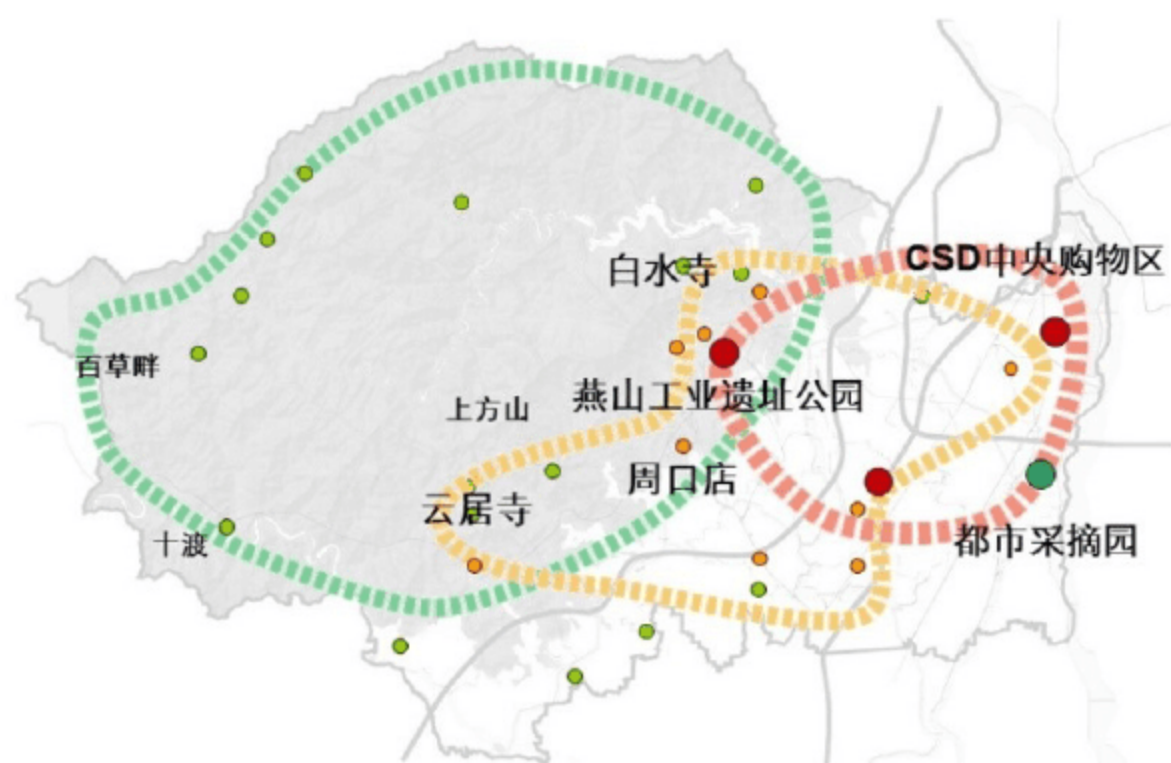 CSD中央购物区
白水寺
百草畔
燕山工业遗址公园
上方山
周口店
云居寺
十渡
都市采摘园